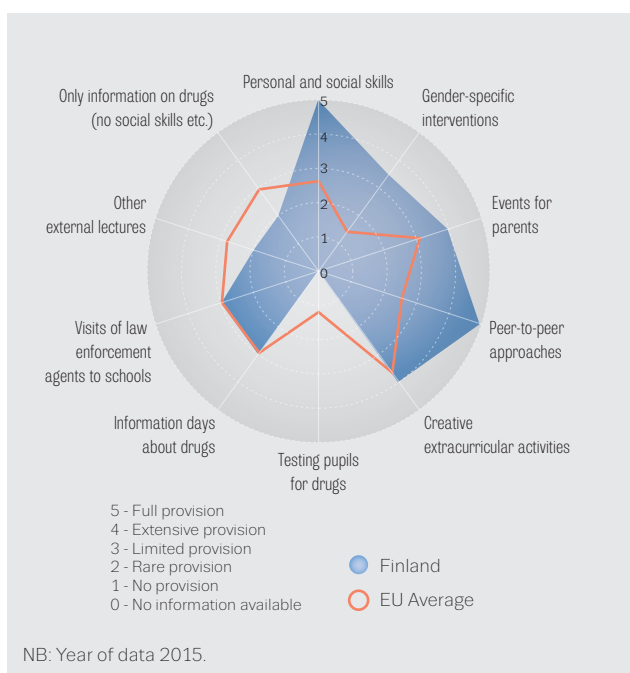 Personal and social skills
Only information on drugs
(no social skills etc.)
Gender-specific
interventions
5
4
3
2
1
0
Other
external lectures
Events for
parents
Visits of law
enforcement
agents to schools
Peer-to-peer
approaches
Information days
about drugs
Creative
extracurricular activities
Testing pupils
for drugs
5 - Full provision
4 - Extensive provision
3 - Limited provision
2 - Rare provision
1 - No provision
0 - No information available
Finland
EU Average
NB: Year of data 2015.